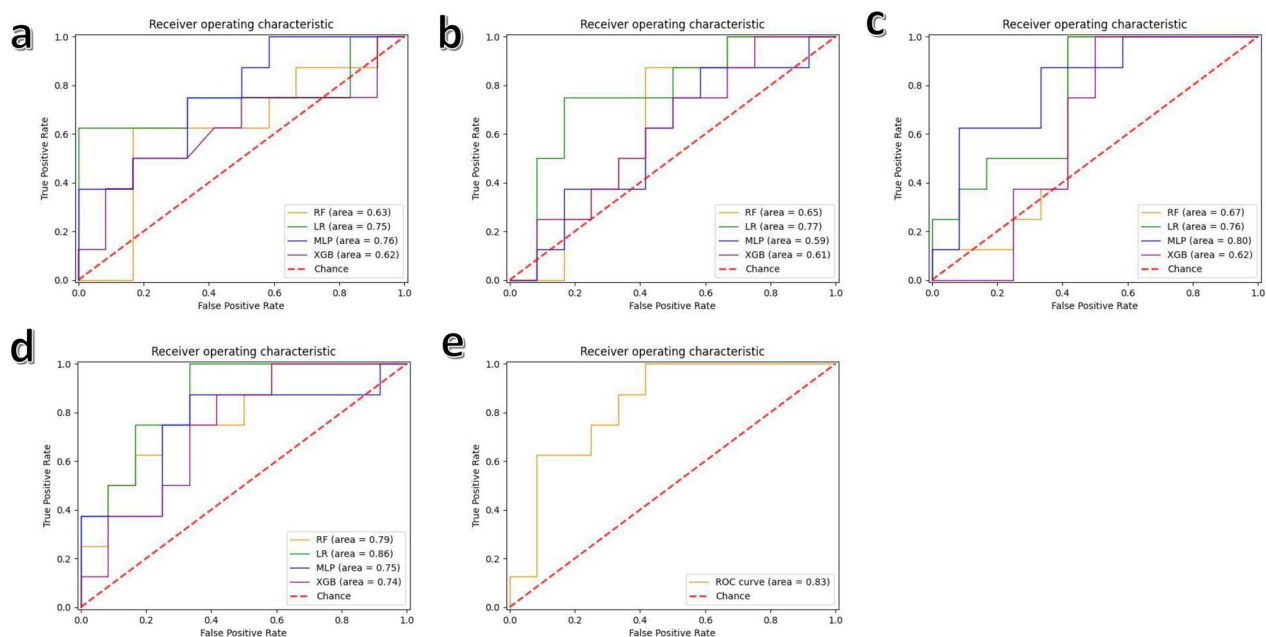 a
Receiver operating characteristic
1.0
0.8
0.6
0.4
0.2
0.0
True Positive Rate
RF (area = 0.63)
LR (area = 0.75)
MLP (area = 0.76)
XGB (area = 0.62)
Chance
0.0 0.2 0.4 0.6 0.8 1.0
False Positive Rate
b
Receiver operating characteristic
1.0
0.8
0.6
0.4
0.2
0.0
True Positive Rate
RF (area = 0.65)
LR (area = 0.77)
MLP (area = 0.59)
XGB (area = 0.61)
Chance
0.0 0.2 0.4 0.6 0.8 1.0
False Positive Rate
c
Receiver operating characteristic
1.0
0.8
0.6
0.4
0.2
0.0
True Positive Rate
RF (area = 0.67)
LR (area = 0.76)
MLP (area = 0.80)
XGB (area = 0.62)
Chance
0.0 0.2 0.4 0.6 0.8 1.0
False Positive Rate
d
Receiver operating characteristic
1.0
0.8
0.6
0.4
0.2
0.0
True Positive Rate
RF (area = 0.79)
LR (area = 0.86)
MLP (area = 0.75)
XGB (area = 0.74)
Chance
0.0 0.2 0.4 0.6 0.8 1.0
False Positive Rate
e
Receiver operating characteristic
1.0
0.8
0.6
0.4
0.2
0.0
True Positive Rate
ROC curve (area = 0.83)
Chance
0.0 0.2 0.4 0.6 0.8 1.0
False Positive Rate